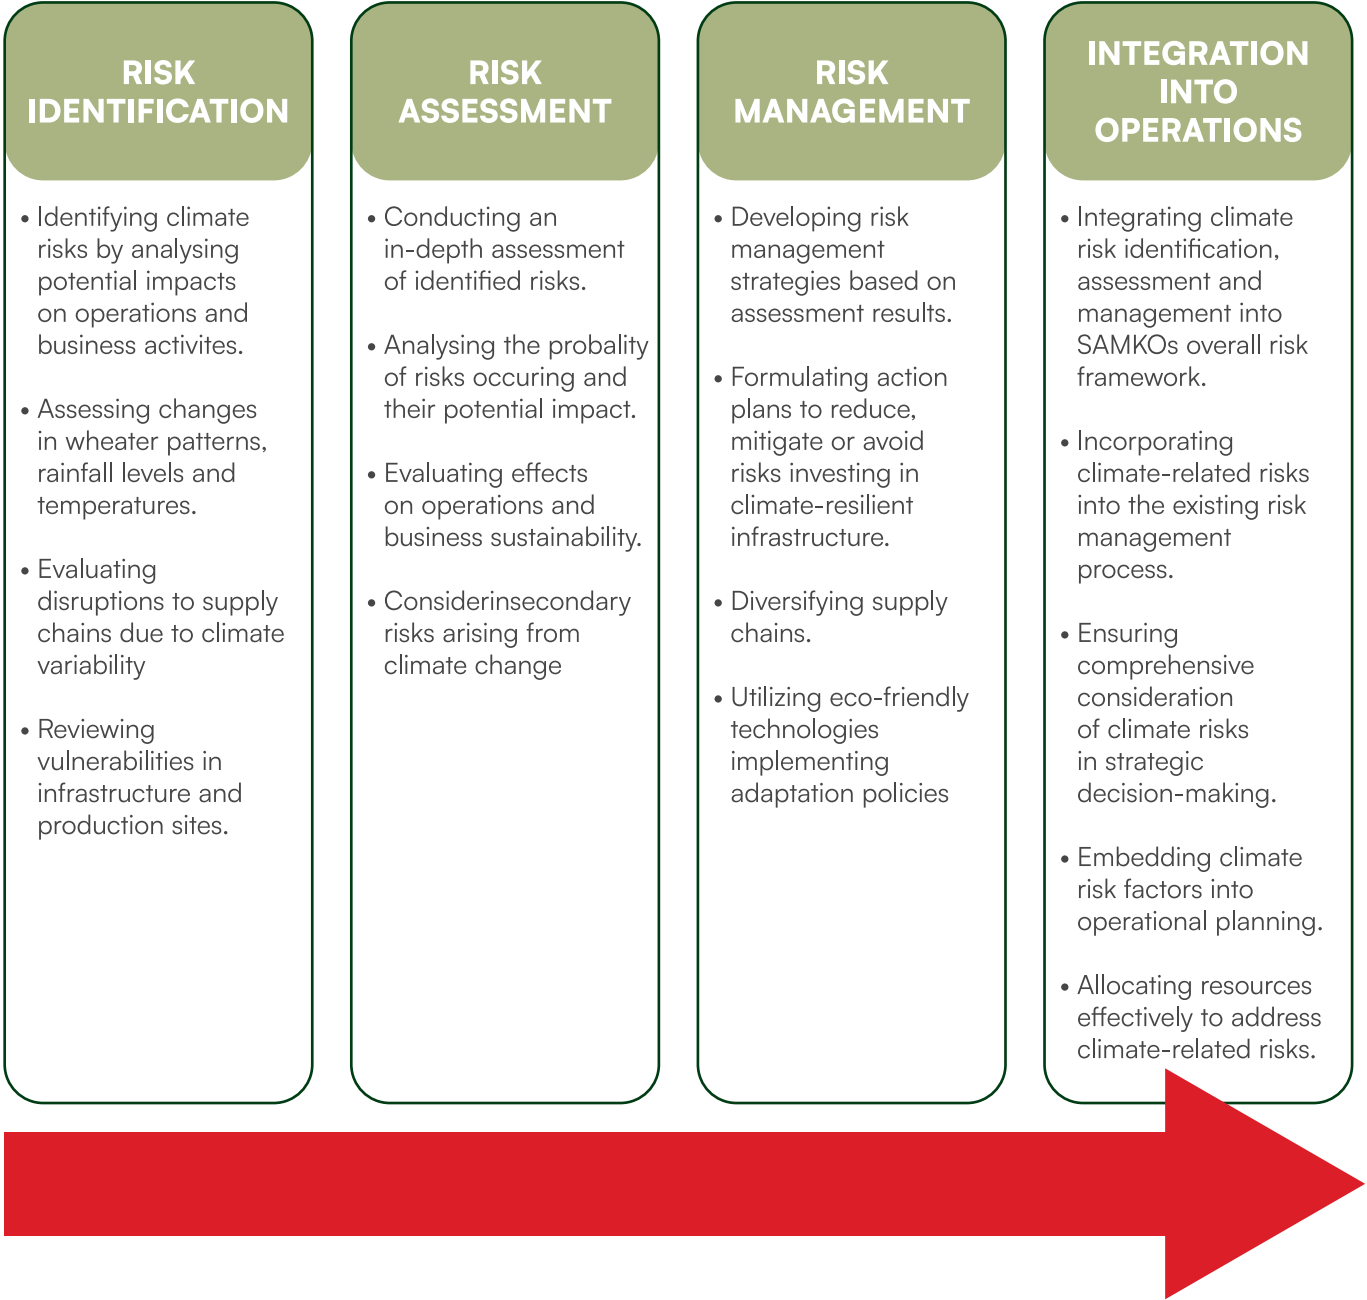 RISK
IDENTIFICATION
• Identifying climate
risks by analysing
potential impacts
on operations and
business activites.
• Assessing changes
in wheater patterns,
rainfall levels and
temperatures.
• Evaluating
disruptions to supply
chains due to climate
variability
• Reviewing
vulnerabilities in
infrastructure and
production sites.
RISK
ASSESSMENT
• Conducting an
in-depth assessment
of identified risks.
• Analysing the probality
of risks occuring and
their potential impact.
• Evaluating effects
on operations and
business sustainability.
• Considerinsecondary
risks arising from
climate change
RISK
MANAGEMENT
• Developing risk
management
strategies based on
assessment results.
• Formulating action
plans to reduce,
mitigate or avoid
risks investing in
climate-resilient
infrastructure.
• Diversifying supply
chains.
• Utilizing eco-friendly
technologies
implementing
adaptation policies
INTEGRATION
INTO
OPERATIONS
• Integrating climate
risk identification,
assessment and
management into
SAMKOs overall risk
framework.
• Incorporating
climate-related risks
into the existing risk
management
process.
• Ensuring
comprehensive
consideration
of climate risks
in strategic
decision-making.
• Embedding climate
risk factors into
operational planning.
• Allocating resources
effectively to address
climate-related risks.